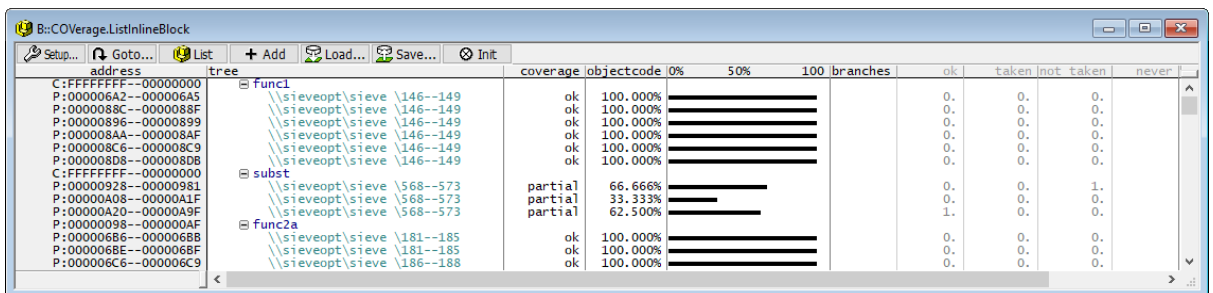 B::COVerage.ListInlineBlock
Setup... Goto... List Add Load... Save... Init
address tree coverage objectcode 0% 50% 100 branches ok taken not taken never
C:FFFFFFFF--00000000 func1
P:000006A2--000006A5 \\sieveopt\sieve \146--149 ok 100.000% 0. 0. 0.
P:0000088C--0000088F \\sieveopt\sieve \146--149 ok 100.000% 0. 0. 0.
P:00000896--00000899 \\sieveopt\sieve \146--149 ok 100.000% 0. 0. 0.
P:000008AA--000008AF \\sieveopt\sieve \146--149 ok 100.000% 0. 0. 0.
P:000008C6--000008C9 \\sieveopt\sieve \146--149 ok 100.000% 0. 0. 0.
P:000008D8--000008DB \\sieveopt\sieve \146--149 ok 100.000% 0. 0. 0.
C:FFFFFFFF--00000000 subst
P:00000928--00000981 \\sieveopt\sieve \568--573 partial 66.666% 0. 0. 1.
P:00000A08--00000A1F \\sieveopt\sieve \568--573 partial 33.333% 0. 0. 0.
P:00000A20--00000A9F \\sieveopt\sieve \568--573 partial 62.500% 1. 0. 0.
P:00000098--000000AF func2a
P:000006B6--000006BB \\sieveopt\sieve \181--185 ok 100.000% 0. 0. 0.
P:000006BE--000006BF \\sieveopt\sieve \181--185 ok 100.000% 0. 0. 0.
P:000006C6--000006C9 \\sieveopt\sieve \186--188 ok 100.000% 0. 0. 0.